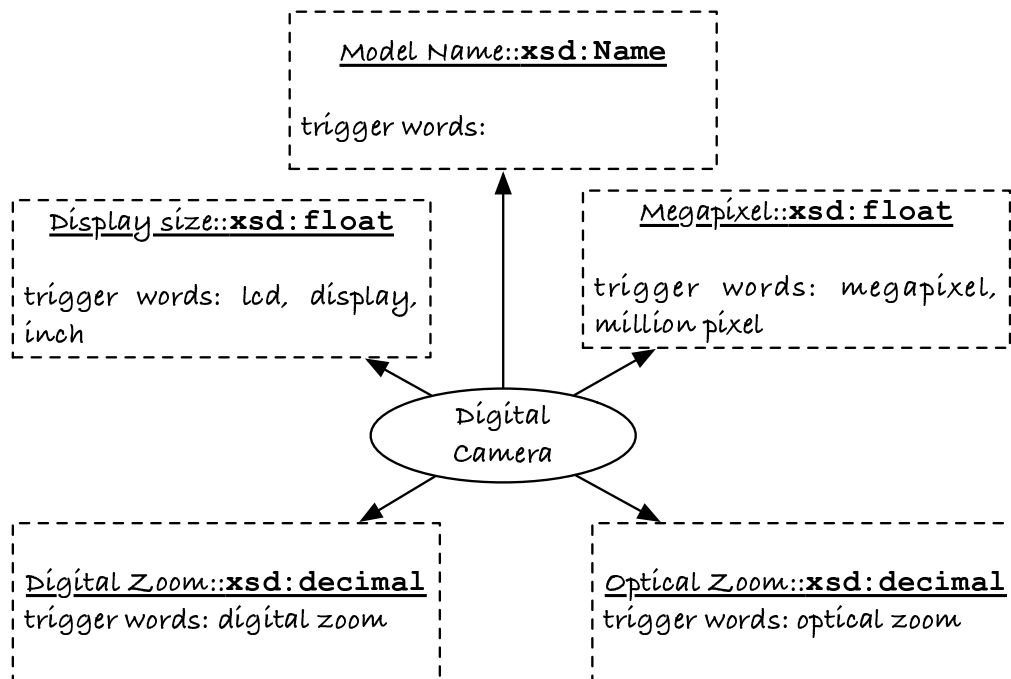 Model Name::xsd:Name
trigger words:
Display size::xsd:float
trigger words: lcd, display,
inch
Megapixel::xsd:float
trigger words: megapixel,
million pixel
Digital
Camera
Digital Zoom::xsd:decimal
trigger words: digital zoom
Optical Zoom::xsd:decimal
trigger words: optical zoom